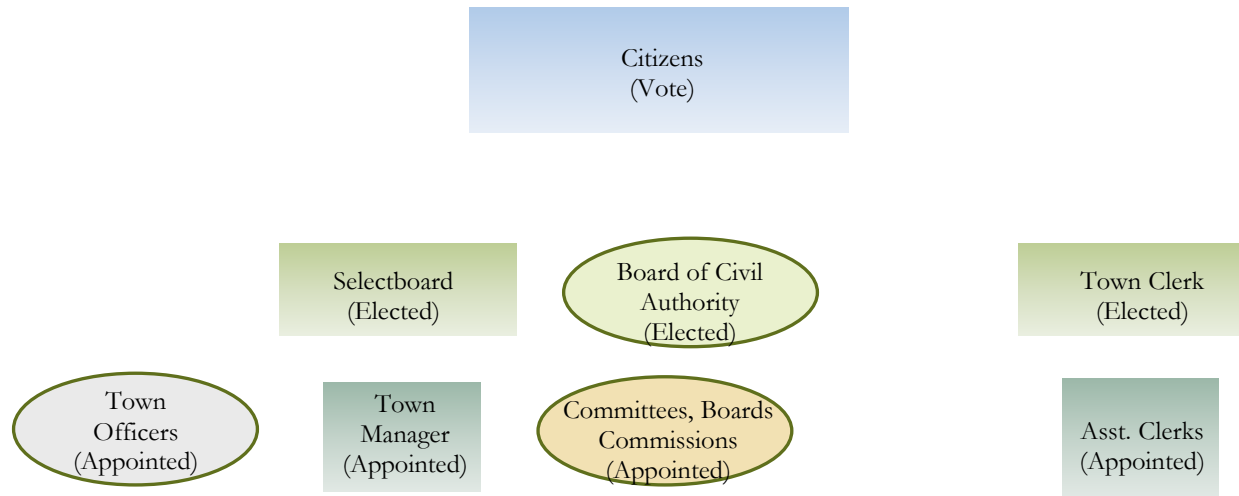 Citizens
(Vote)
Selectboard
(Elected)
Board of Civil
Authority
(Elected)
Town Clerk
(Elected)
Town
Officers
(Appointed)
Town
Manager
(Appointed)
Committees, Boards
Commissions
(Appointed)
Asst. Clerks
(Appointed)